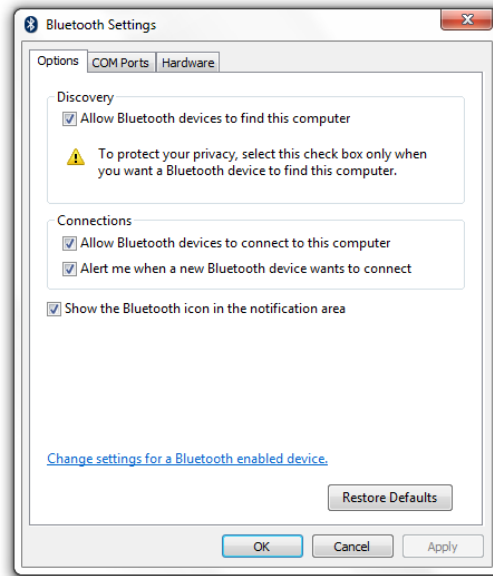 Bluetooth Settings
Options COM Ports Hardware
Discovery
Allow Bluetooth devices to find this computer
To protect your privacy, select this check box only when
you want a Bluetooth device to find this computer.
Connections
Allow Bluetooth devices to connect to this computer
Alert me when a new Bluetooth device wants to connect
Show the Bluetooth icon in the notification area
Change settings for a Bluetooth enabled device.
Restore Defaults
OK Cancel Apply